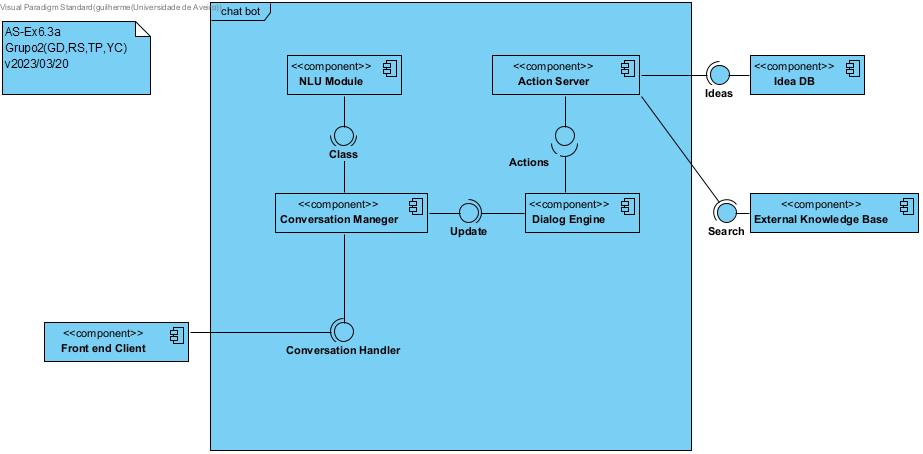 Visual Paradigm Standard(guilherme(Universidade de Aveiro))
chat bot
AS-Ex6.3a
Grupo2(GD,RS,TP,YC)
v2023/03/20
<<component>>
NLU Module
<<component>>
Action Server
Ideas
<<component>>
Idea DB
Class
Actions
<<component>>
Conversation Maneger
Update
<<component>>
Dialog Engine
Search
<<component>>
External Knowledge Base
<<component>>
Front end Client
Conversation Handler